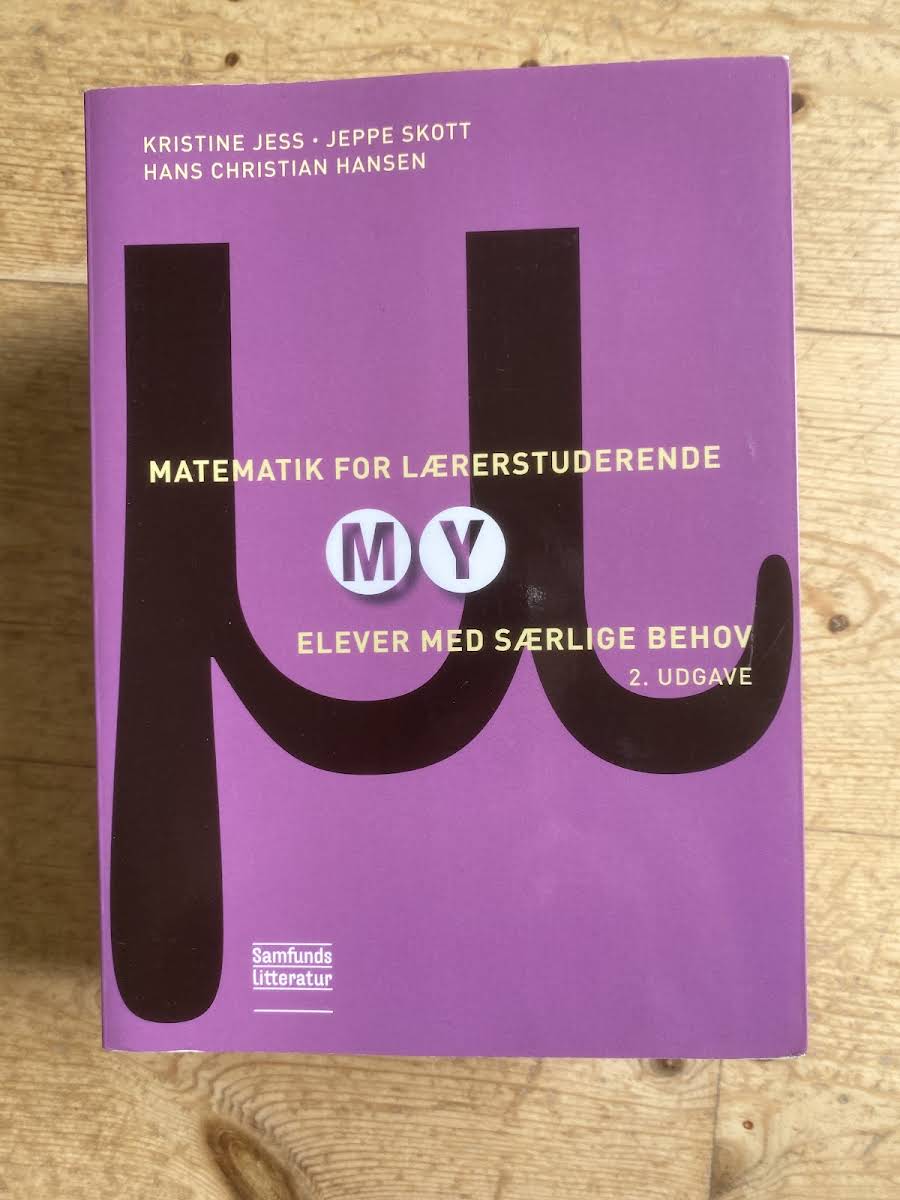 KRISTINE JESS • JEPPE SKOTT
HANS CHRISTIAN HANSEN
µ
MATEMATIK FOR LÆRERSTUDERENDE
MY
ELEVER MED SÆRLIGE BEHOV
2. UDGAVE
Samfunds
litteratur